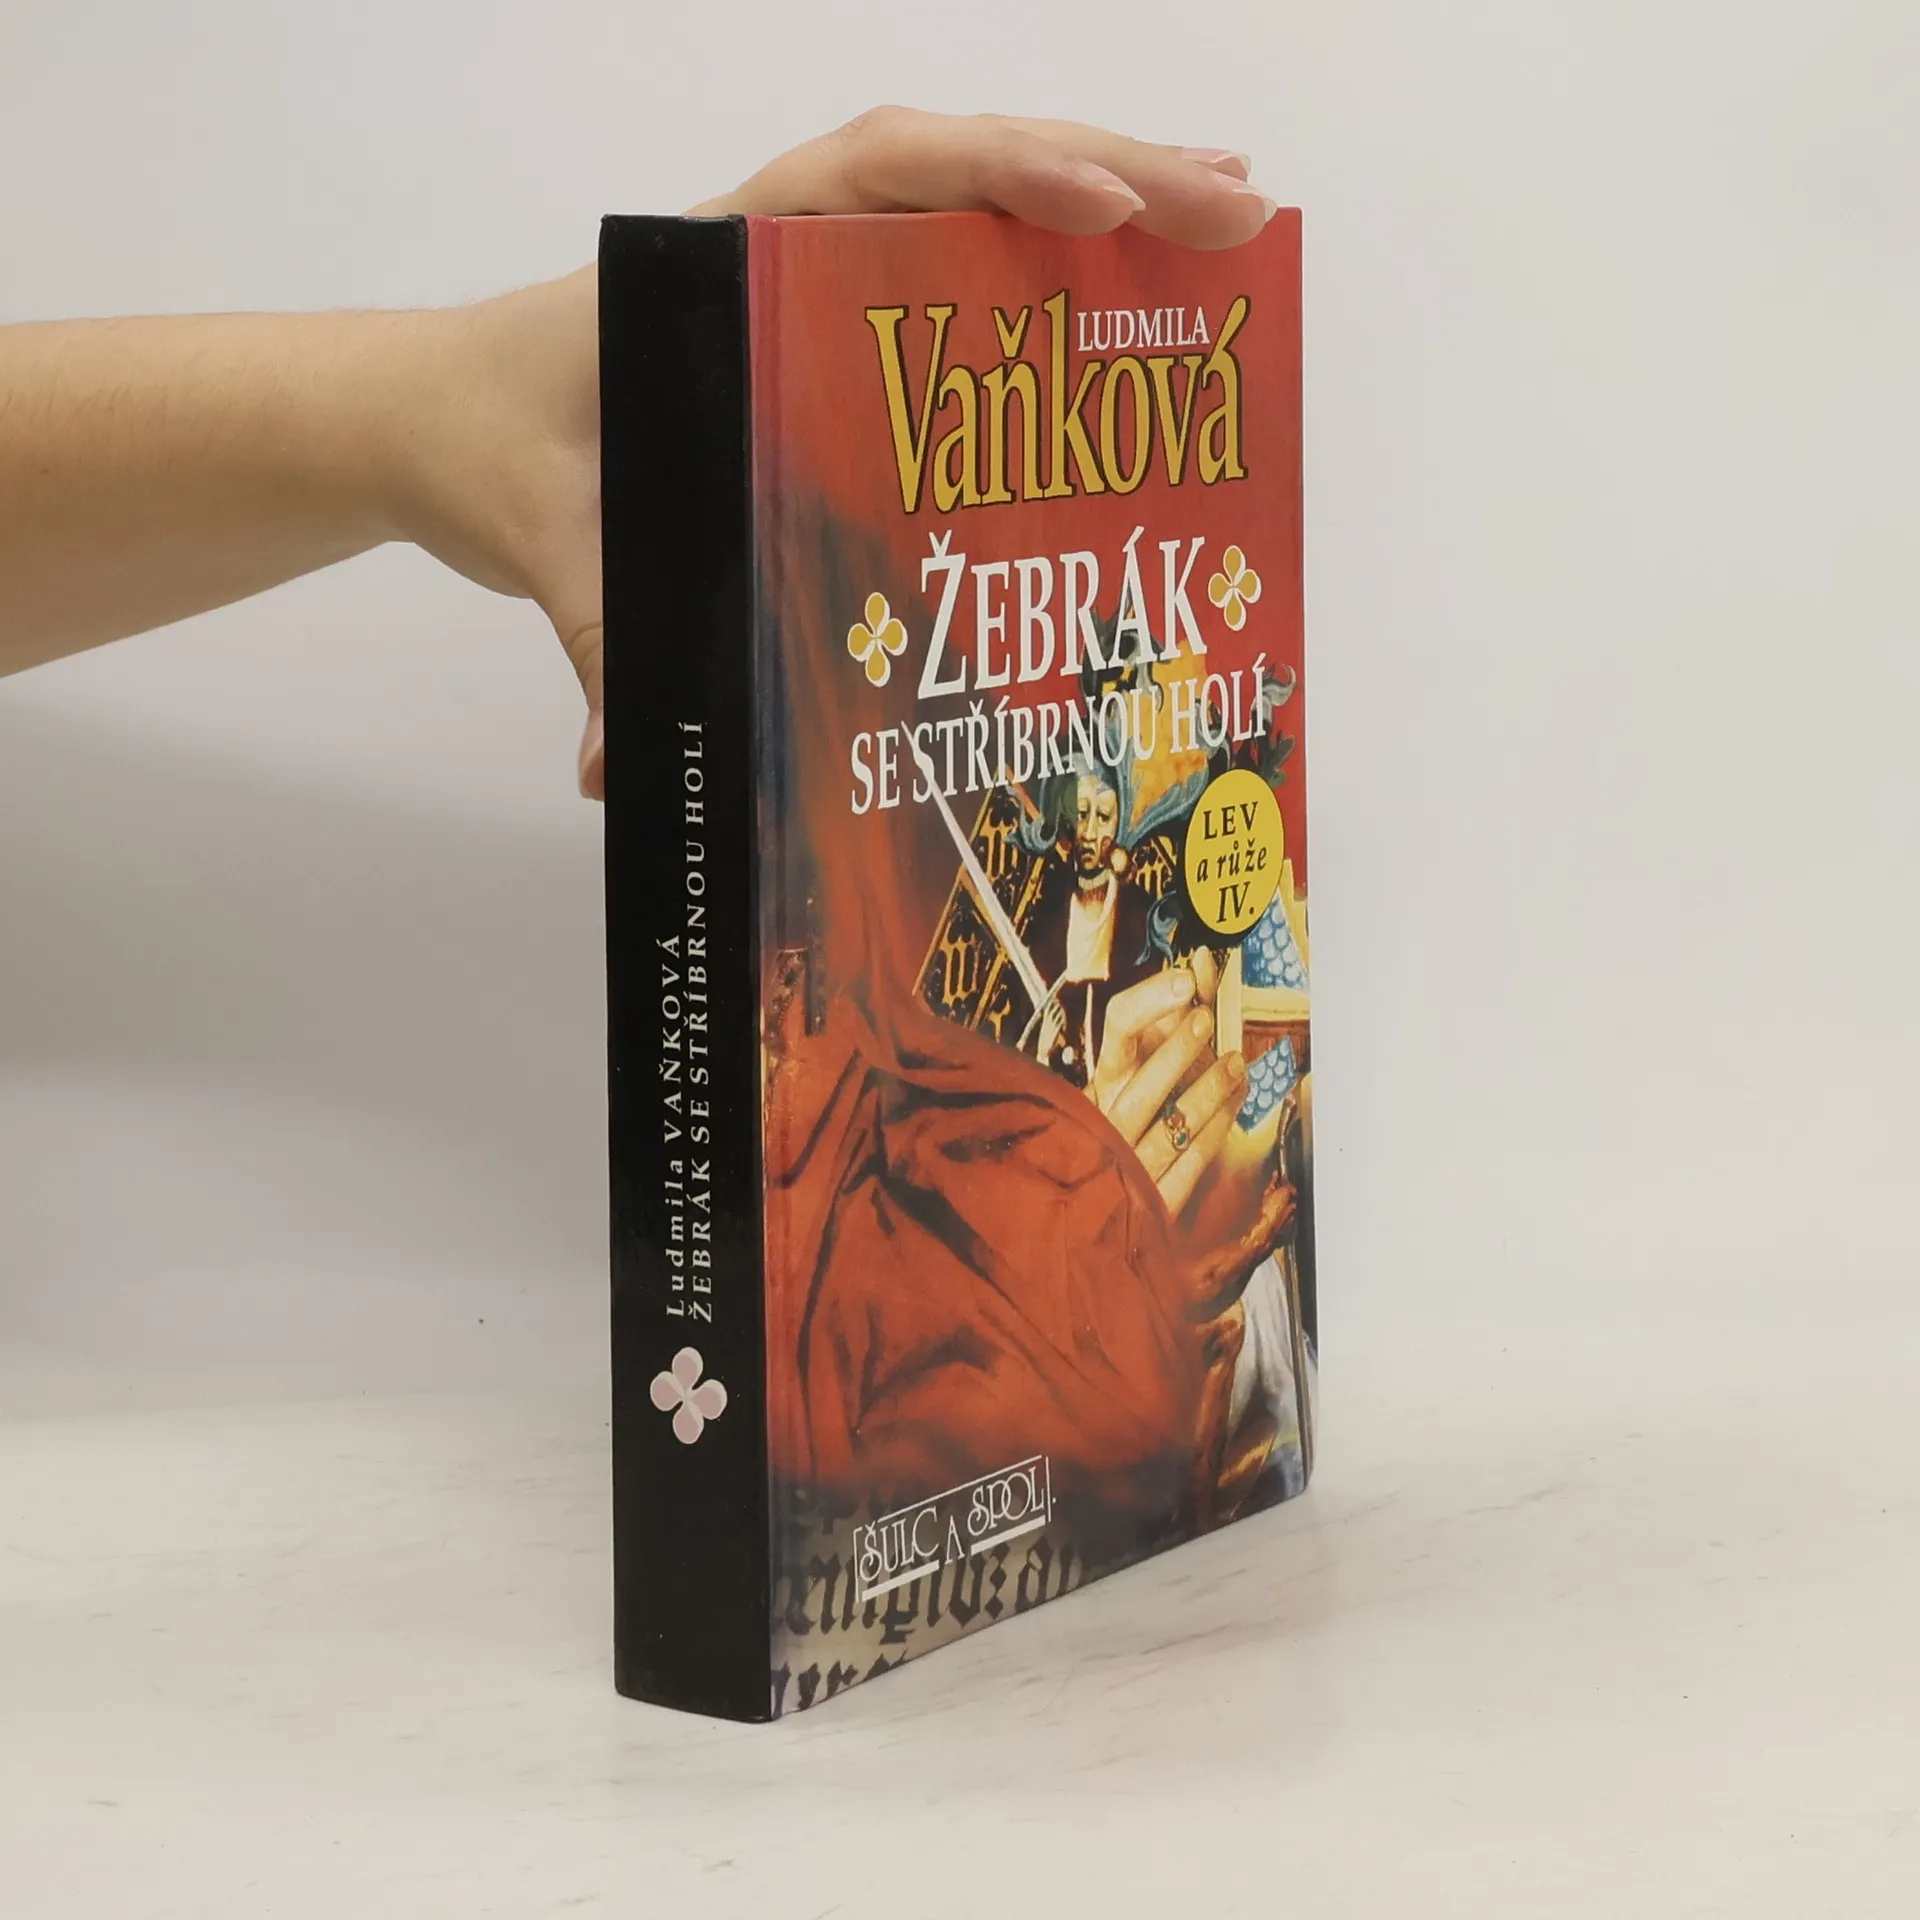 LUDMILA
Vaňková
ŽEBRÁK
SE STŘÍBRNOU HOLÍ
LEV
a růže
IV.
ŠULC A SPOL.
Ludmila VAŇKOVÁ
ŽEBRÁK SE STŘÍBRNOU HOLÍ